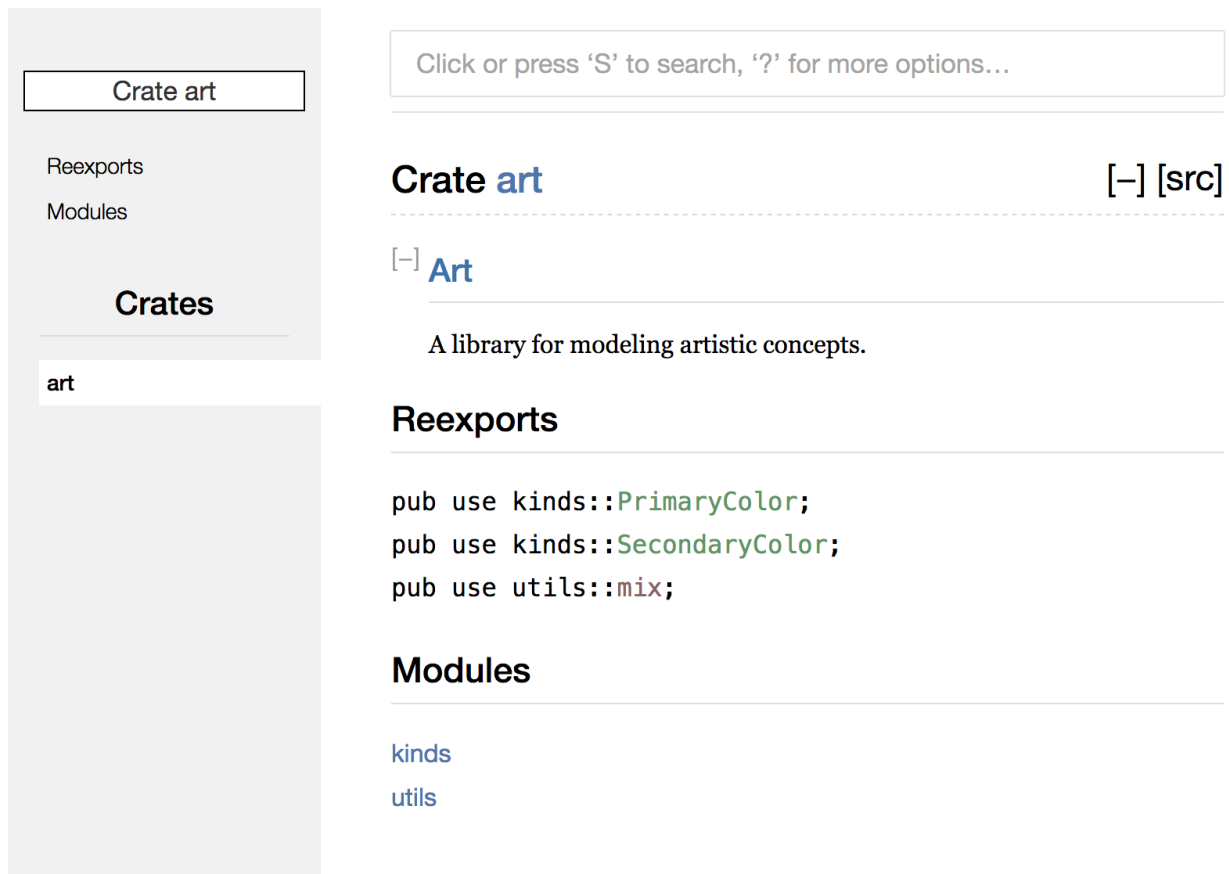 Crate art
Reexports
Modules
Crates
art
Click or press ‘S’ to search, ‘?’ for more options…
Crate art [−] [src]
[−] Art
A library for modeling artistic concepts.
Reexports
pub use kinds::PrimaryColor;
pub use kinds::SecondaryColor;
pub use utils::mix;
Modules
kinds
utils